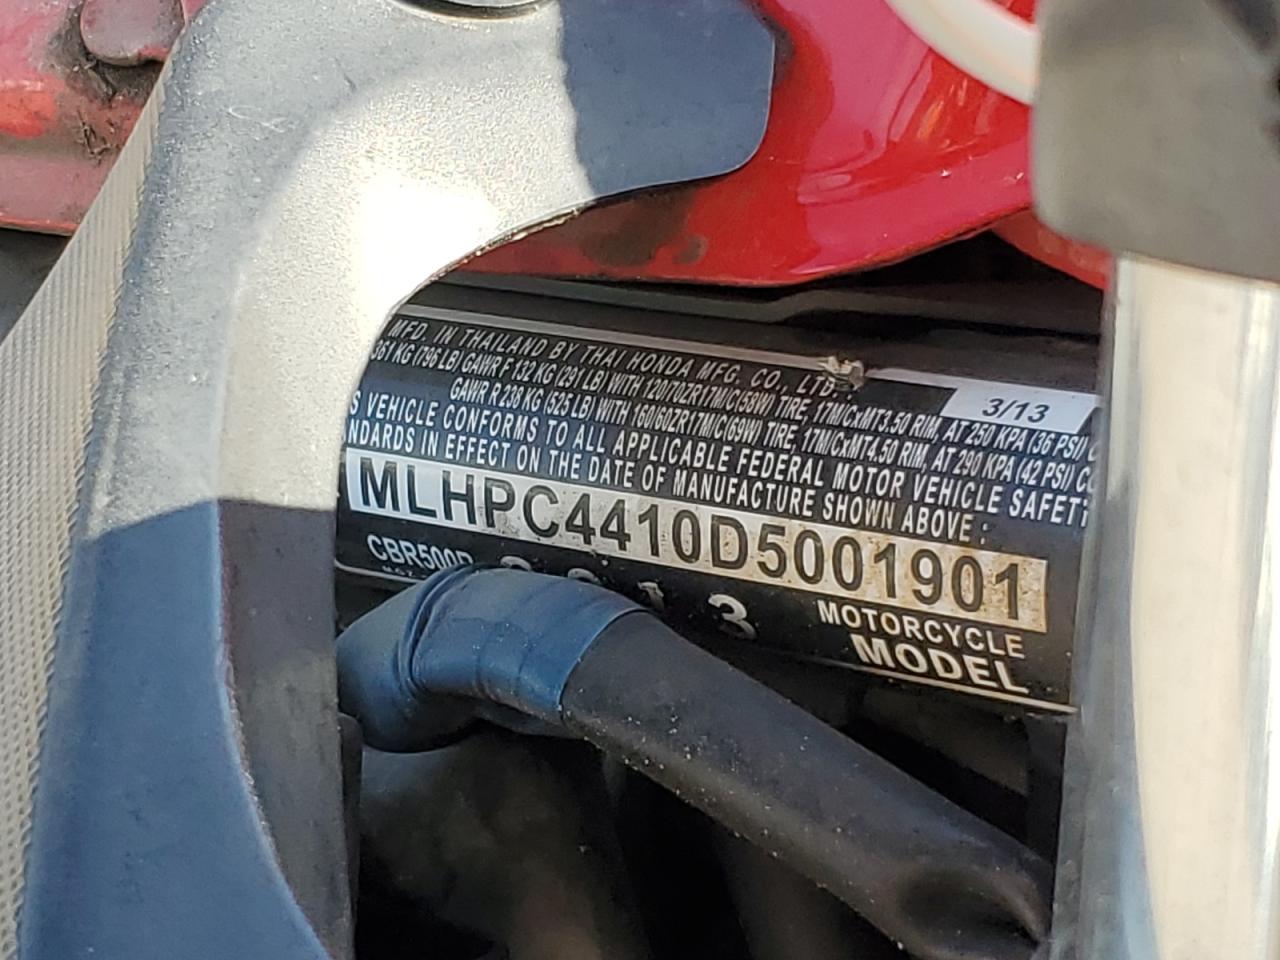 MFD. IN THAILAND BY THAI HONDA MFG. CO., LTD.
3/13
361 KG (796 LB) GAWR F 132 KG (291 LB) WITH 120/70ZR17M/C(58W) TIRE, 17M/CxMT3.50 RIM, AT 250 KPA (36 PSI)
GAWR R 238 KG (525 LB) WITH 160/60ZR17M/C(69W) TIRE, 17M/CxMT4.50 RIM, AT 290 KPA (42 PSI)
VEHICLE CONFORMS TO ALL APPLICABLE FEDERAL MOTOR VEHICLE SAFETY
NDARDS IN EFFECT ON THE DATE OF MANUFACTURE SHOWN ABOVE:
MLHPC4410D5001901
CBR500R
2013
MOTORCYCLE
MODEL